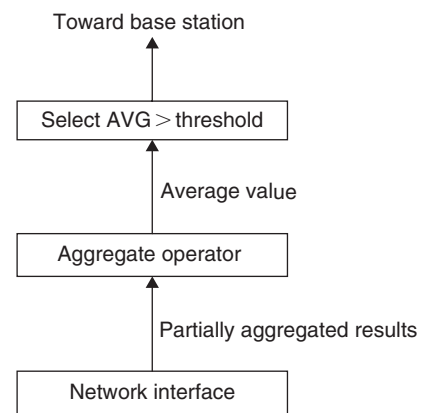 Toward base station
Select AVG > threshold
Average value
Aggregate operator
Partially aggregated results
Network interface